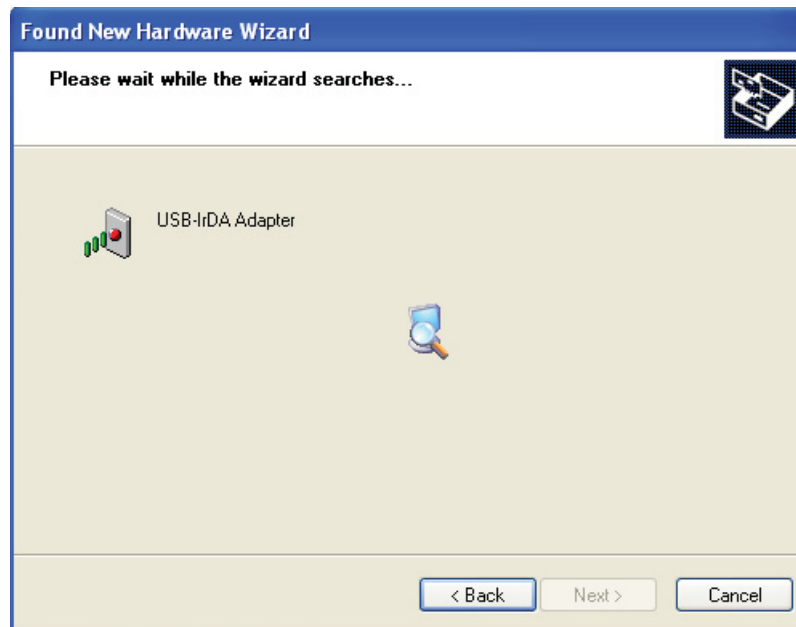 Found New Hardware Wizard
Please wait while the wizard searches...
USB-IrDA Adapter
< Back Next > Cancel